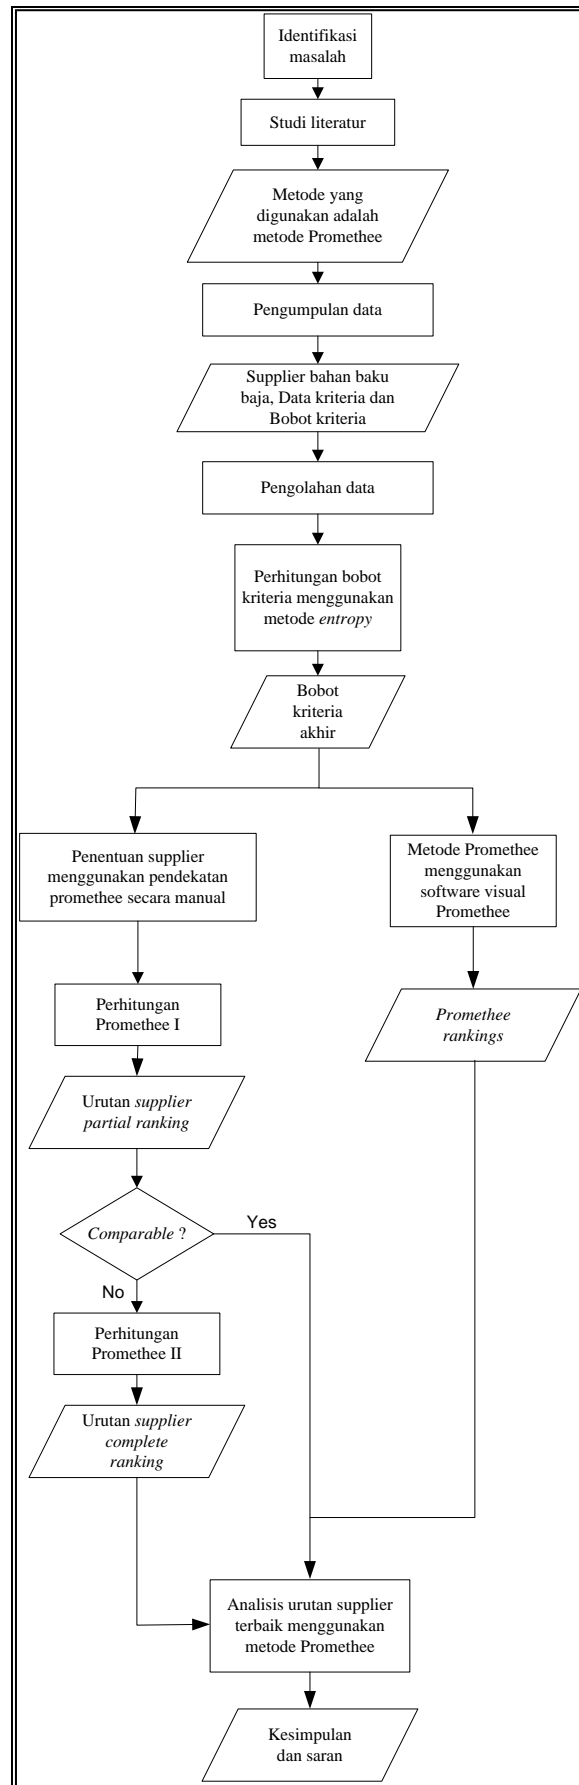 Identifikasi
masalah
Studi literatur
Metode yang
digunakan adalah
metode Promethee
Pengumpulan data
Supplier bahan baku
baja, Data kriteria dan
Bobot kriteria
Pengolahan data
Perhitungan bobot
kriteria menggunakan
metode entropy
Bobot
kriteria
akhir
Penentuan supplier
menggunakan pendekatan
promethee secara manual
Metode Promethee
menggunakan
software visual
Promethee
Perhitungan
Promethee I
Promethee
rankings
Urutan supplier
partial ranking
Comparable ?
Yes
No
Perhitungan
Promethee II
Urutan supplier
complete
ranking
Analisis urutan supplier
terbaik menggunakan
metode Promethee
Kesimpulan
dan saran